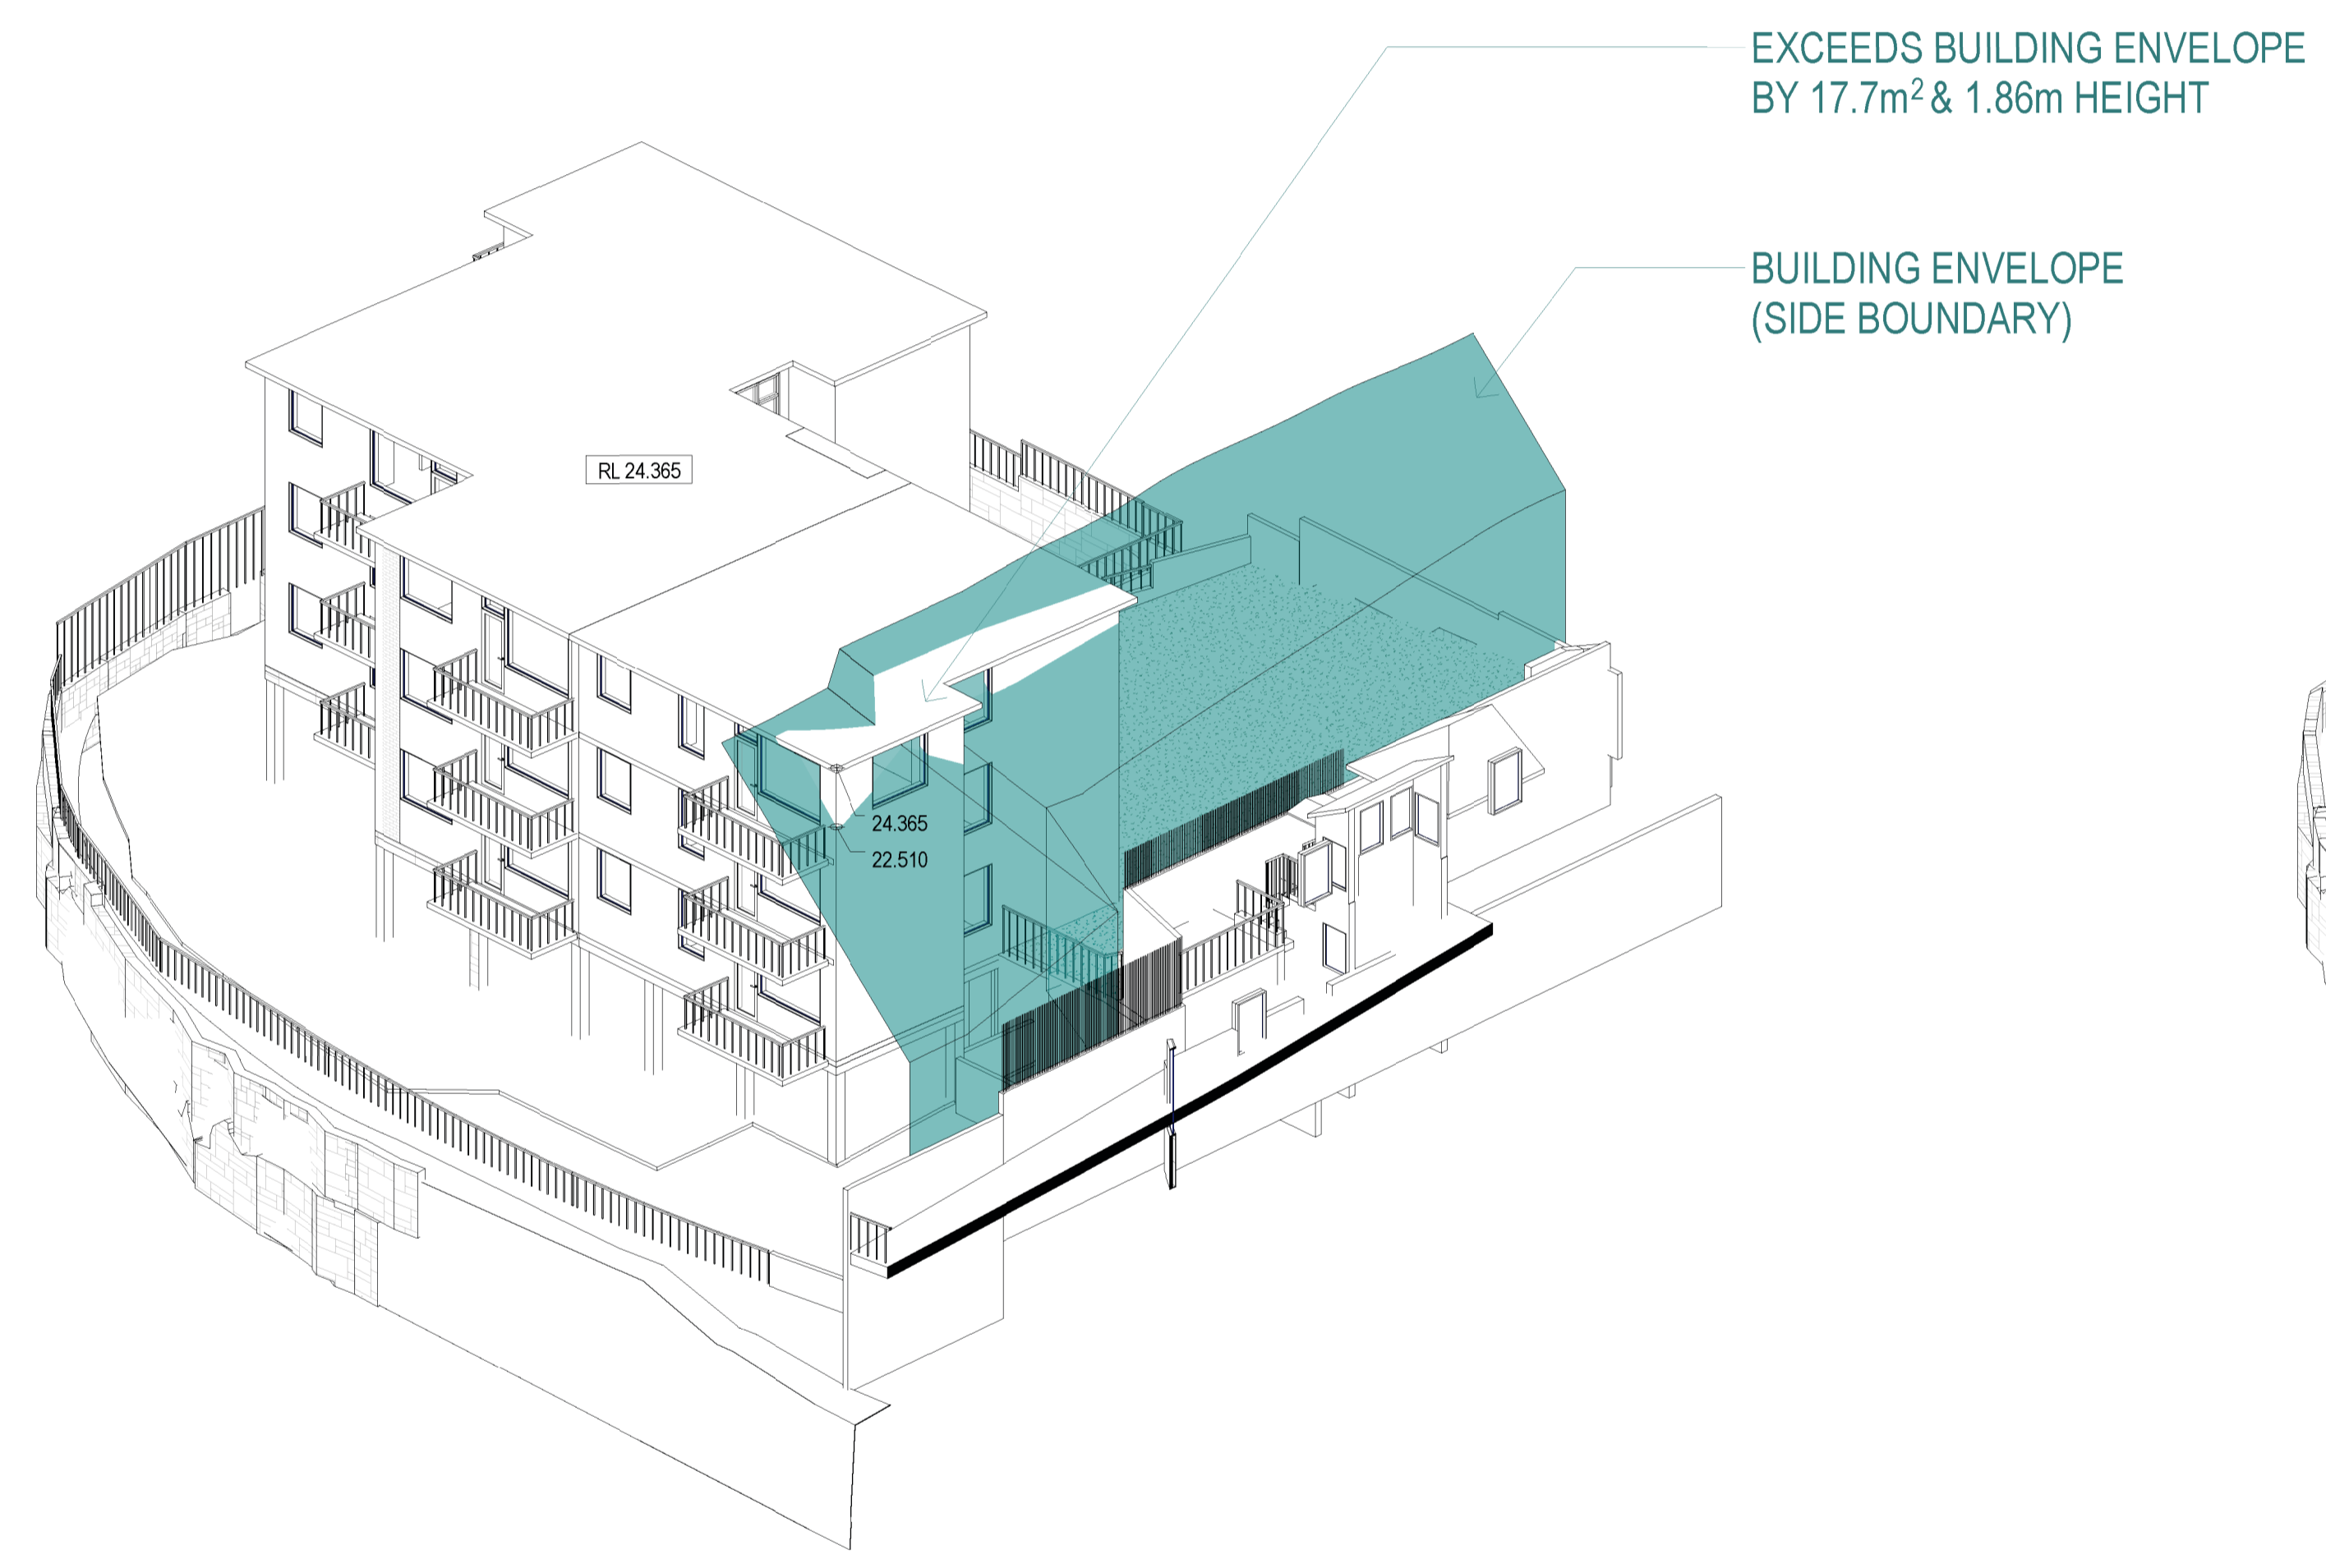 EXCEEDS BUILDING ENVELOPE
BY 17.7m² & 1.86m HEIGHT
BUILDING ENVELOPE
(SIDE BOUNDARY)
RL 24.365
24.365
22.510